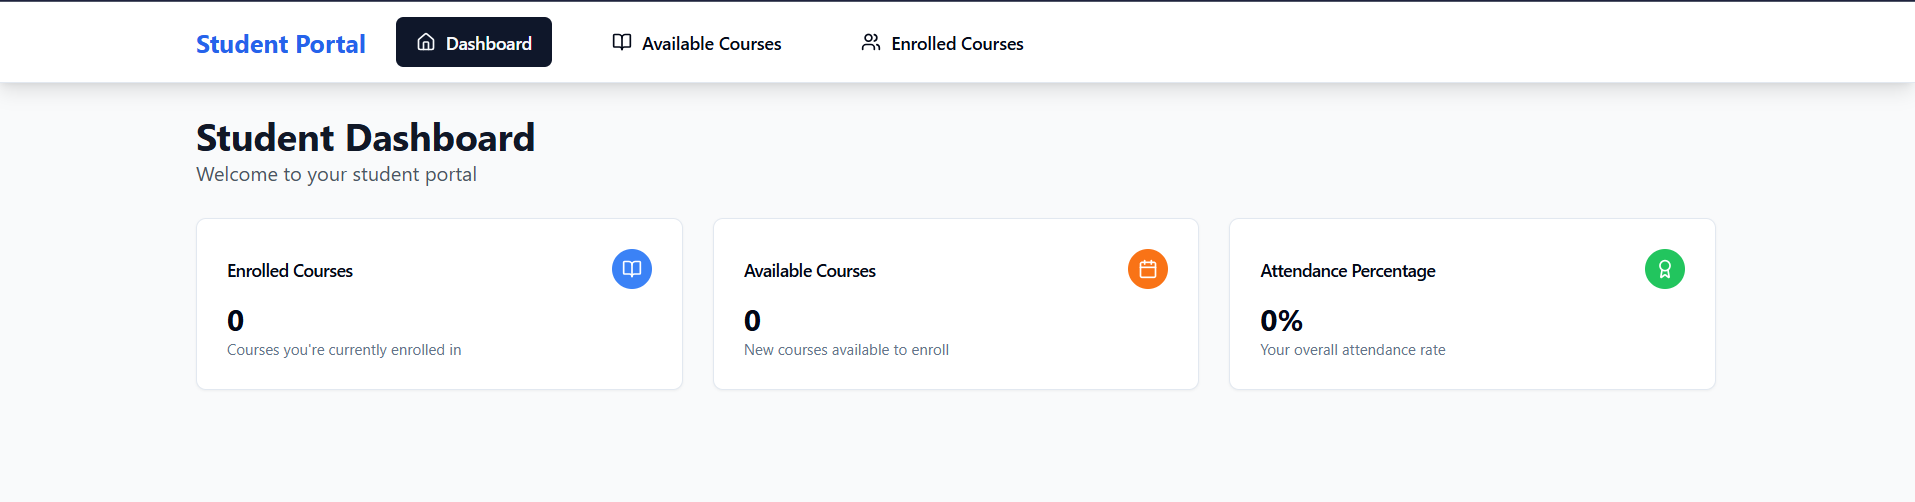 Student Portal
Dashboard
Available Courses
Enrolled Courses
Student Dashboard
Welcome to your student portal
Enrolled Courses
0
Courses you're currently enrolled in
Available Courses
0
New courses available to enroll
Attendance Percentage
0%
Your overall attendance rate